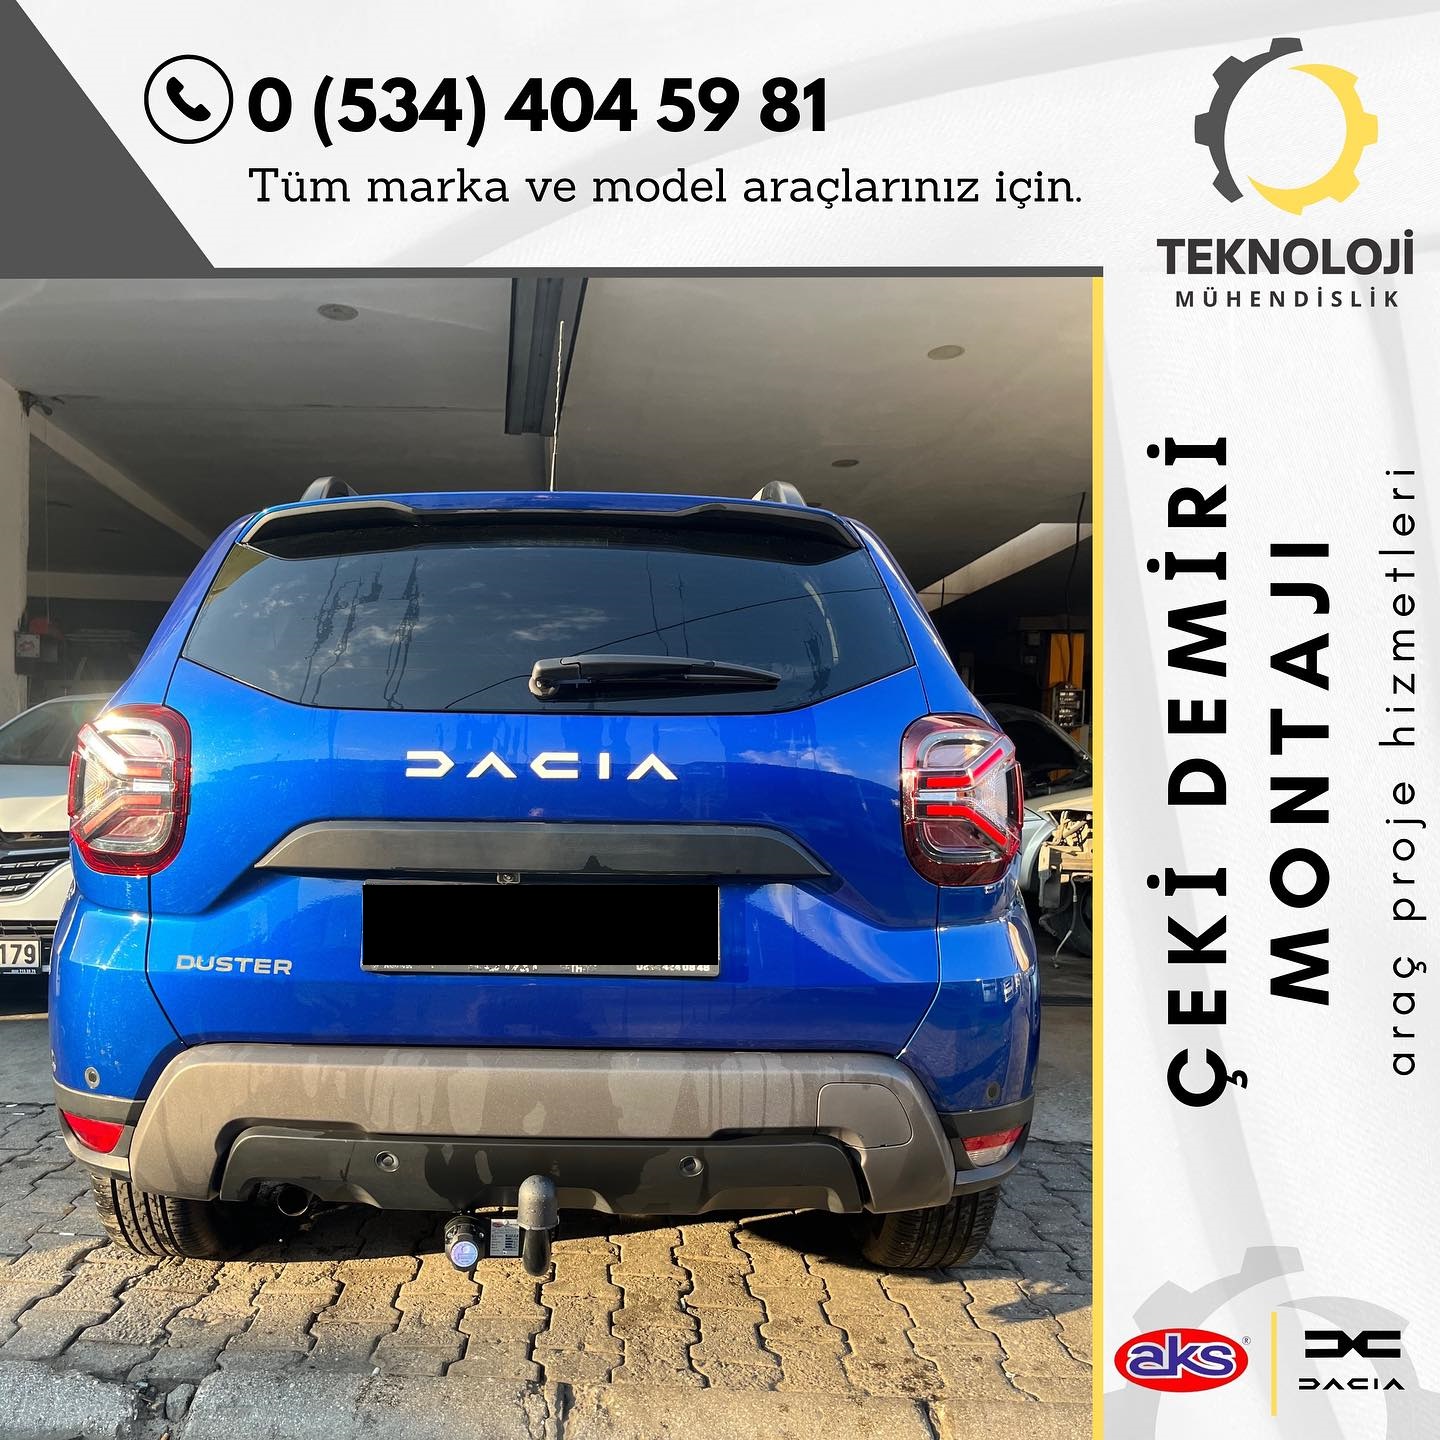 0 (534) 404 59 81
Tüm marka ve model araçlarınız için.
TEKNOLOJİ
MÜHENDİSLİK
ÇEKİ DEMİRİ
MONTAJI
araç proje hizmetleri
DACIA
DUSTER
179
aks®
DACIA